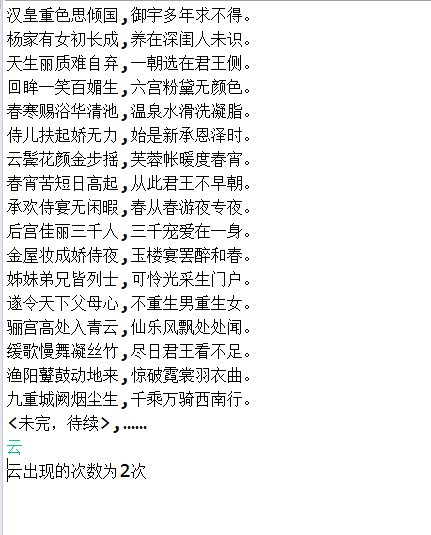 汉皇重色思倾国,御宇多年求不得。
杨家有女初长成,养在深闺人未识。
天生丽质难自弃,一朝选在君王侧。
回眸一笑百媚生,六宫粉黛无颜色。
春寒赐浴华清池,温泉水滑洗凝脂。
侍儿扶起娇无力,始是新承恩泽时。
云鬓花颜金步摇,芙蓉帐暖度春宵。
春宵苦短日高起,从此君王不早朝。
承欢侍宴无闲暇,春从春游夜专夜。
后宫佳丽三千人,三千宠爱在一身。
金屋妆成娇侍夜,玉楼宴罢醉和春。
姊妹弟兄皆列士,可怜光采生门户。
遂令天下父母心,不重生男重生女。
骊宫高处入青云,仙乐风飘处处闻。
缓歌慢舞凝丝竹,尽日君王看不足。
渔阳鼙鼓动地来,惊破霓裳羽衣曲。
九重城阙烟尘生,千乘万骑西南行。
<未完，待续>,……
云
云出现的次数为2次